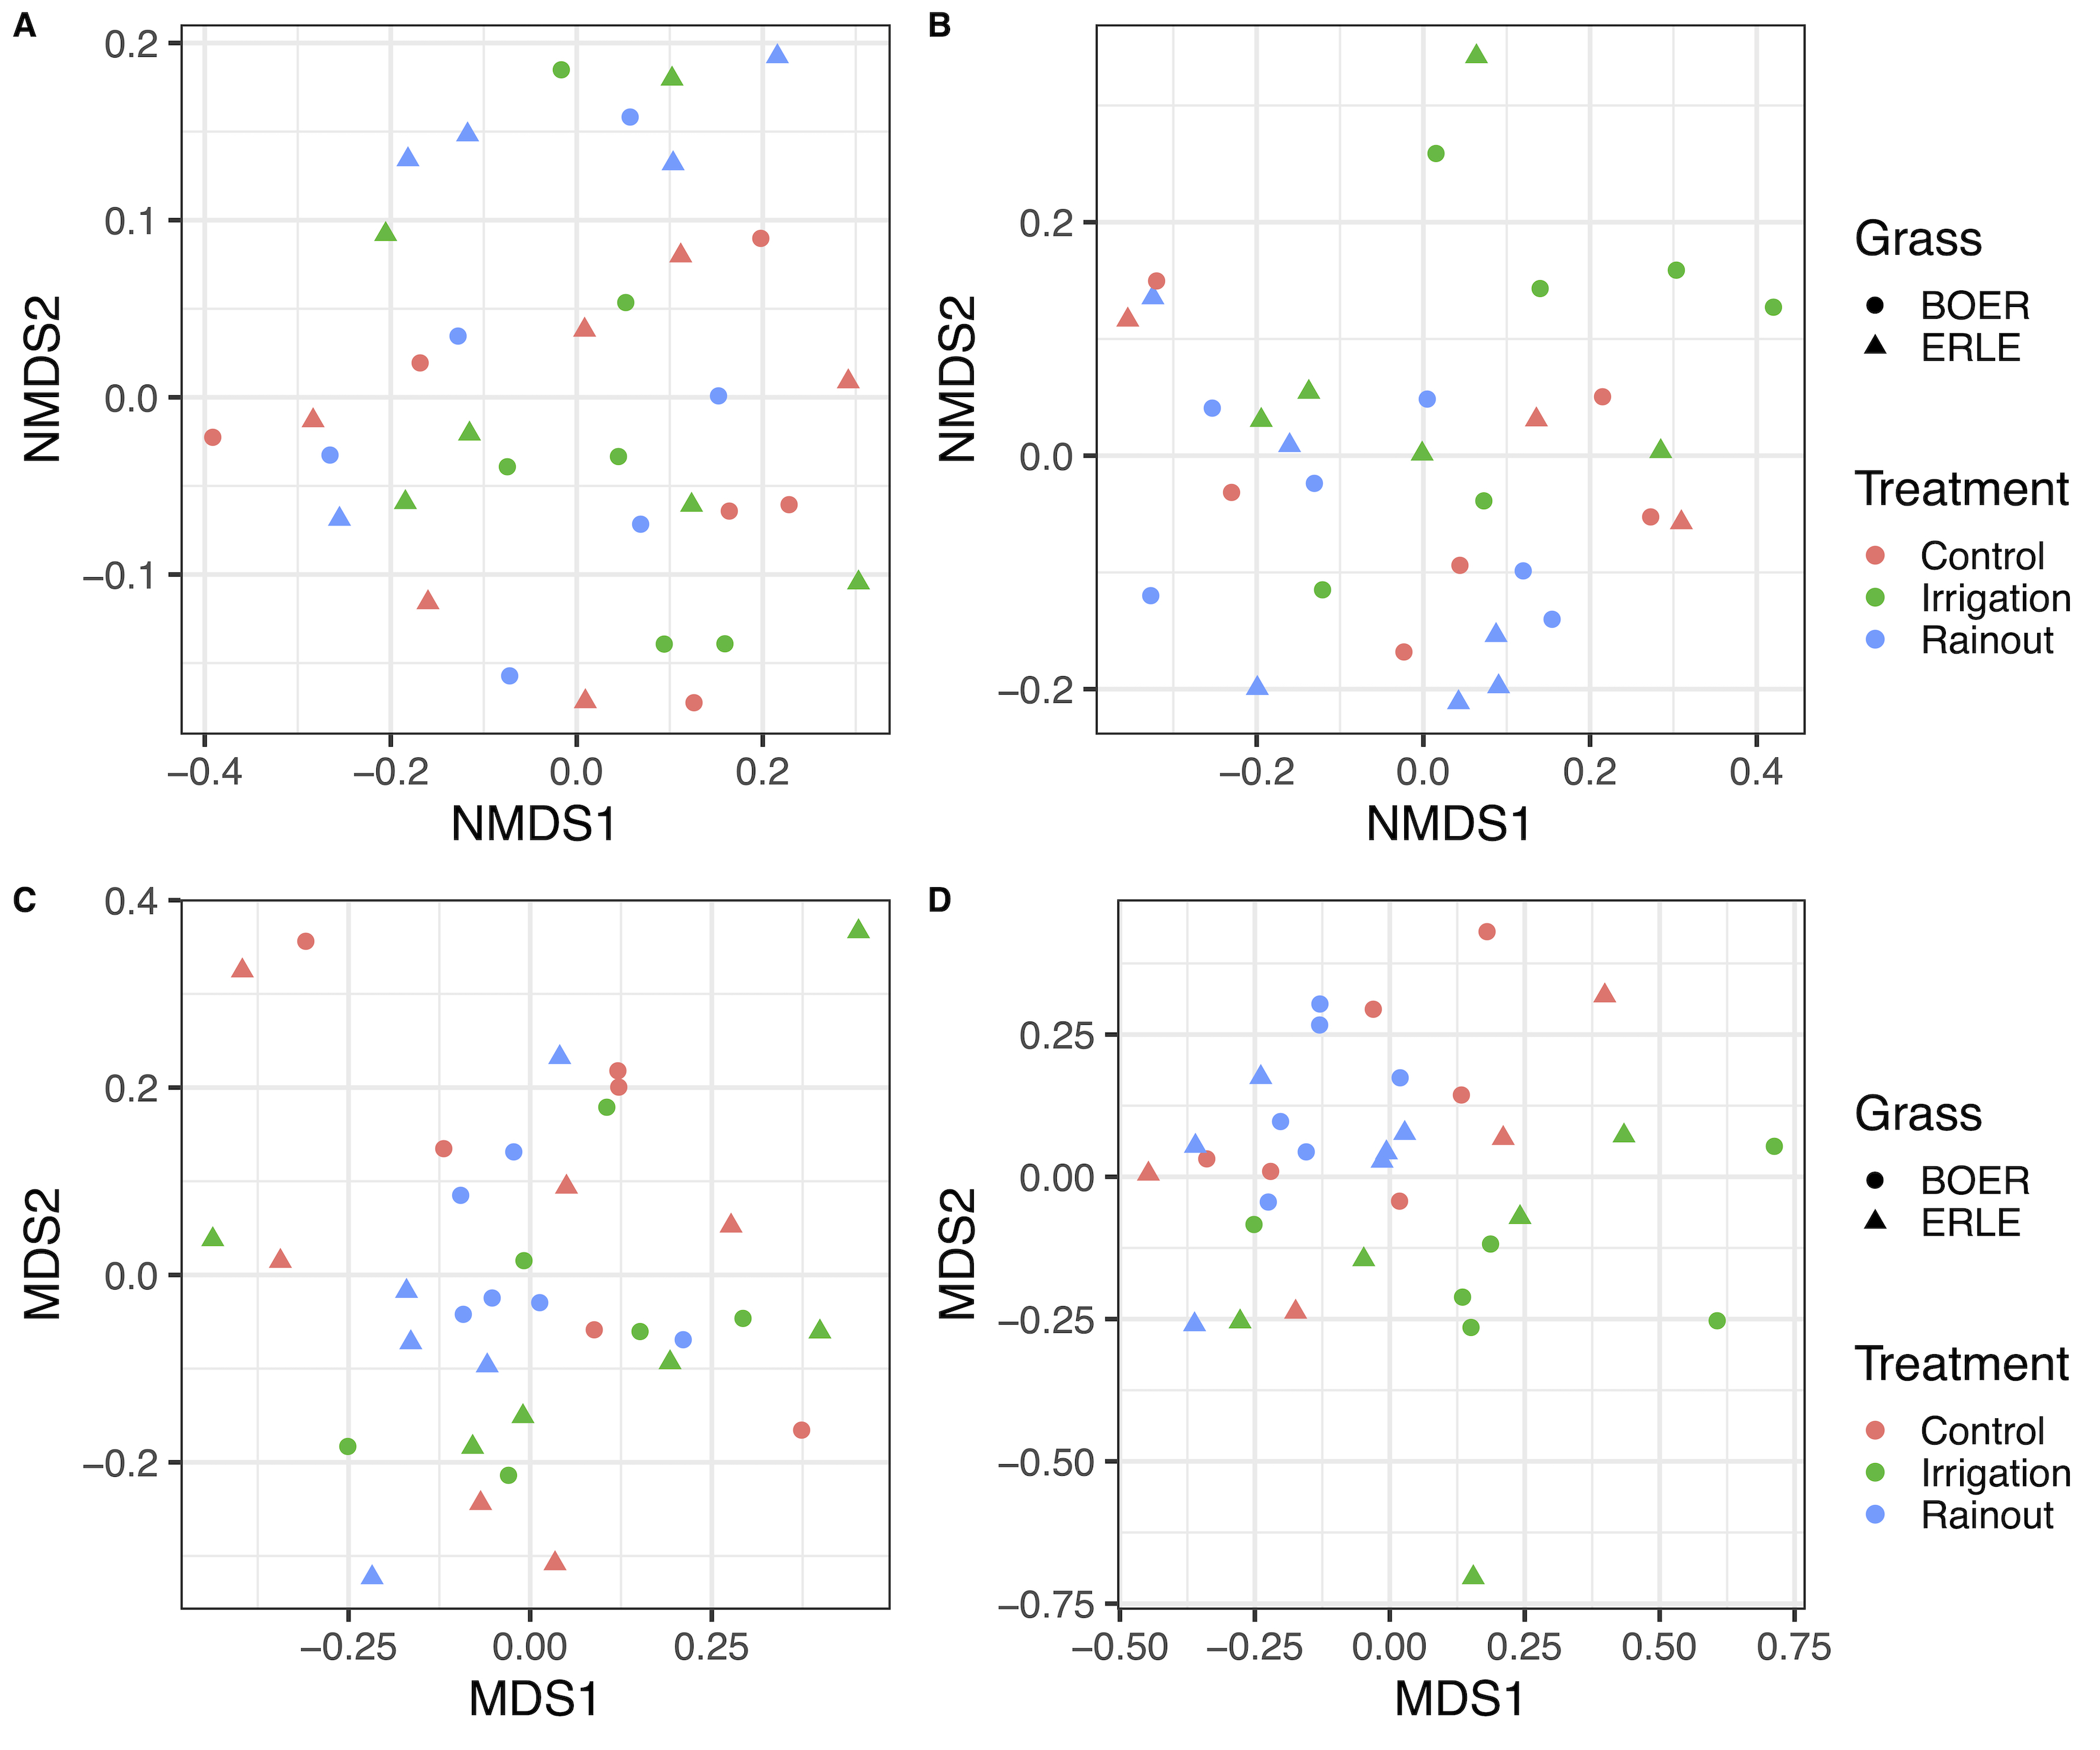 A
0.2
0.1
0.0
−0.1
NMDS2
−0.4
−0.2
0.0
0.2
NMDS1
B
0.2
0.0
−0.2
NMDS2
−0.2
0.0
0.2
0.4
NMDS1
Grass
BOER
ERLE
Treatment
Control
Irrigation
Rainout
C
0.4
0.2
0.0
−0.2
MDS2
−0.25
0.00
0.25
MDS1
D
0.25
0.00
−0.25
−0.50
−0.75
MDS2
−0.50
−0.25
0.00
0.25
0.50
0.75
MDS1
Grass
BOER
ERLE
Treatment
Control
Irrigation
Rainout